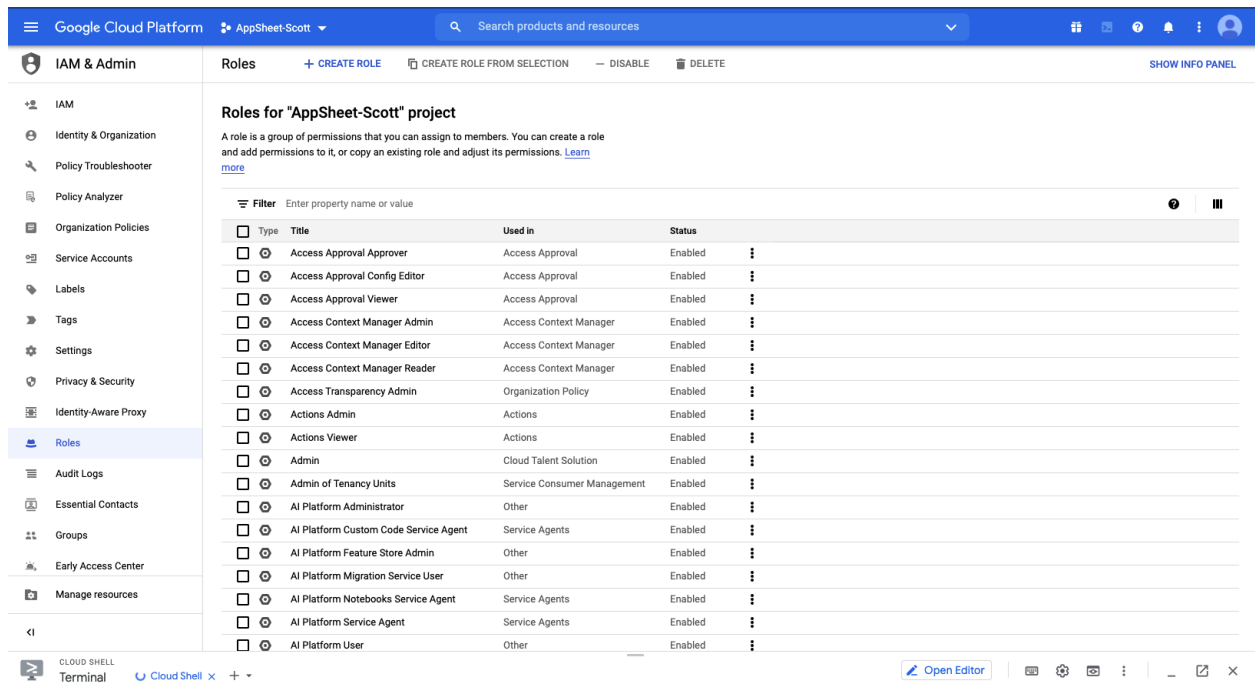 Google Cloud Platform AppSheet-Scott Search products and resources
IAM & Admin
IAM
Identity & Organization
Policy Troubleshooter
Policy Analyzer
Organization Policies
Service Accounts
Labels
Tags
Settings
Privacy & Security
Identity-Aware Proxy
Roles
Audit Logs
Essential Contacts
Groups
Early Access Center
Manage resources
Roles + CREATE ROLE CREATE ROLE FROM SELECTION DISABLE DELETE SHOW INFO PANEL
Roles for "AppSheet-Scott" project
A role is a group of permissions that you can assign to members. You can create a role
and add permissions to it, or copy an existing role and adjust its permissions. Learn
more
Filter Enter property name or value
Type Title Used in Status
Access Approval Approver Access Approval Enabled
Access Approval Config Editor Access Approval Enabled
Access Approval Viewer Access Approval Enabled
Access Context Manager Admin Access Context Manager Enabled
Access Context Manager Editor Access Context Manager Enabled
Access Context Manager Reader Access Context Manager Enabled
Access Transparency Admin Organization Policy Enabled
Actions Admin Actions Enabled
Actions Viewer Actions Enabled
Admin Cloud Talent Solution Enabled
Admin of Tenancy Units Service Consumer Management Enabled
AI Platform Administrator Other Enabled
AI Platform Custom Code Service Agent Service Agents Enabled
AI Platform Feature Store Admin Other Enabled
AI Platform Migration Service User Other Enabled
AI Platform Notebooks Service Agent Service Agents Enabled
AI Platform Service Agent Service Agents Enabled
AI Platform User Other Enabled
CLOUD SHELL
Terminal Cloud Shell Open Editor